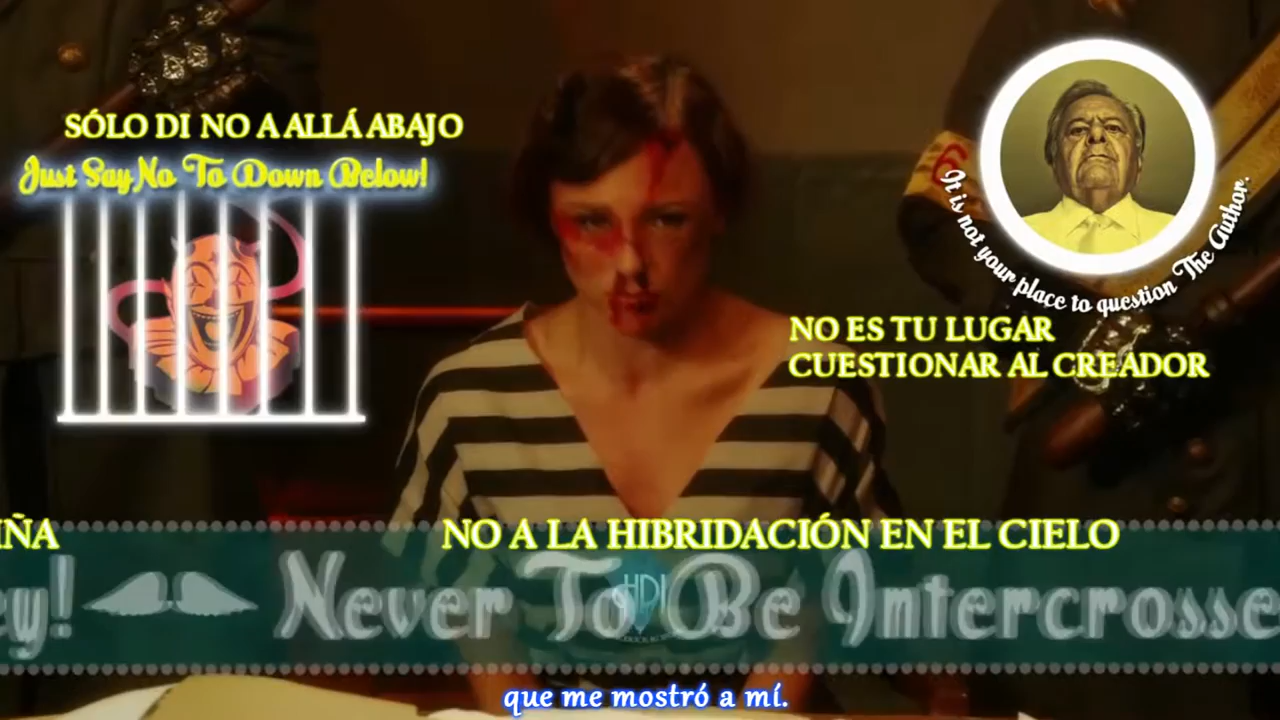 SÓLO DI NO A ALLÁ ABAJO
Just Say No To Down Below!
It is not your place to question The Author.
NO ES TU LUGAR
CUESTIONAR AL CREADOR
NO A LA HIBRIDACIÓN EN EL CIELO
Never To Be Intercrosse
HDI
que me mostró a mí.